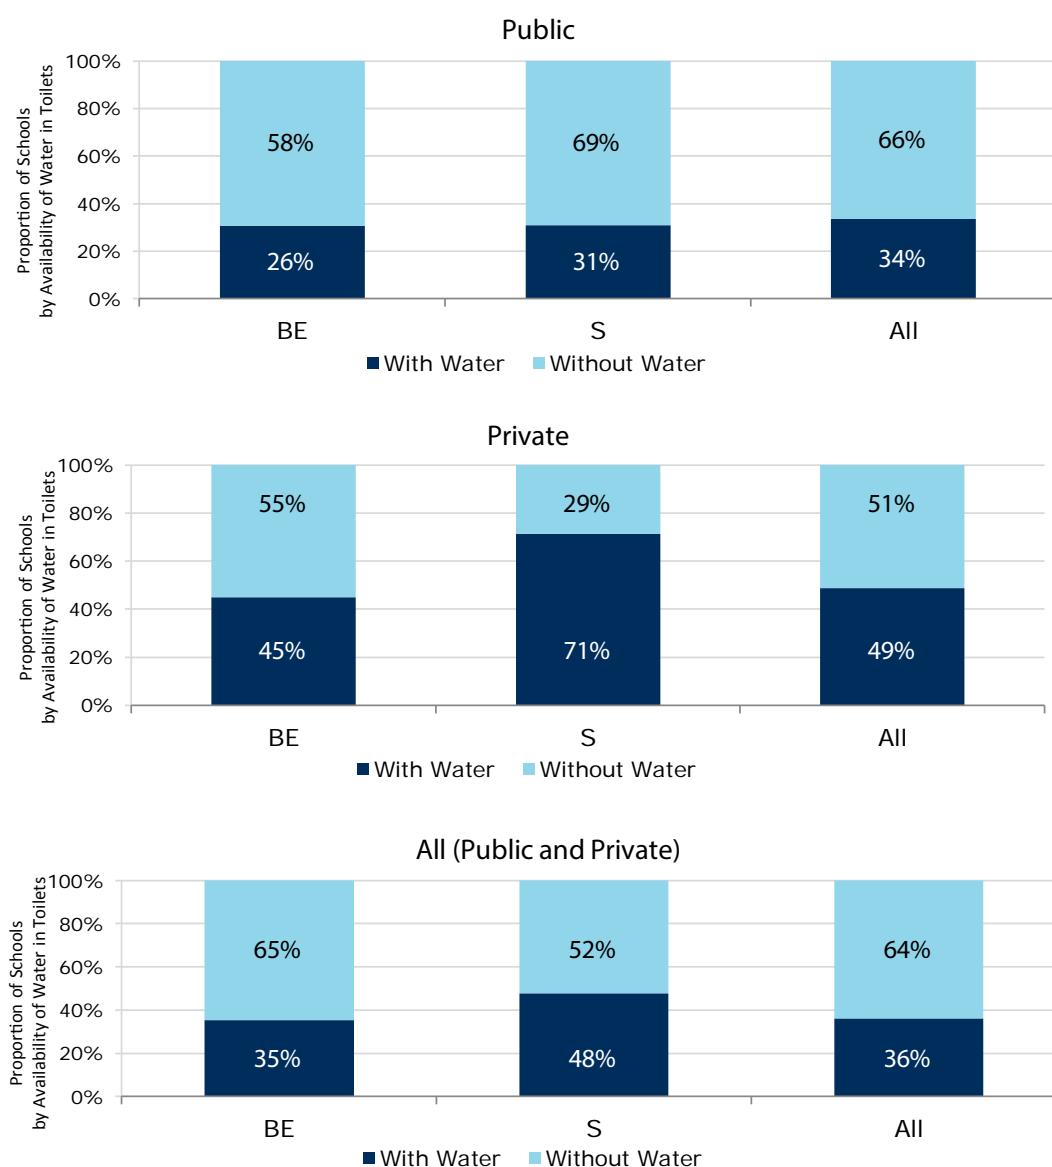 Public
Proportion of Schools
by Availability of Water in Toilets
100%
80%
60%
40%
20%
0%
58%
69%
66%
26%
31%
34%
BE
S
All
With Water
Without Water
Private
Proportion of Schools
by Availability of Water in Toilets
100%
80%
60%
40%
20%
0%
55%
29%
51%
45%
71%
49%
BE
S
All
With Water
Without Water
All (Public and Private)
Proportion of Schools
by Availability of Water in Toilets
100%
80%
60%
40%
20%
0%
65%
52%
64%
35%
48%
36%
BE
S
All
With Water
Without Water